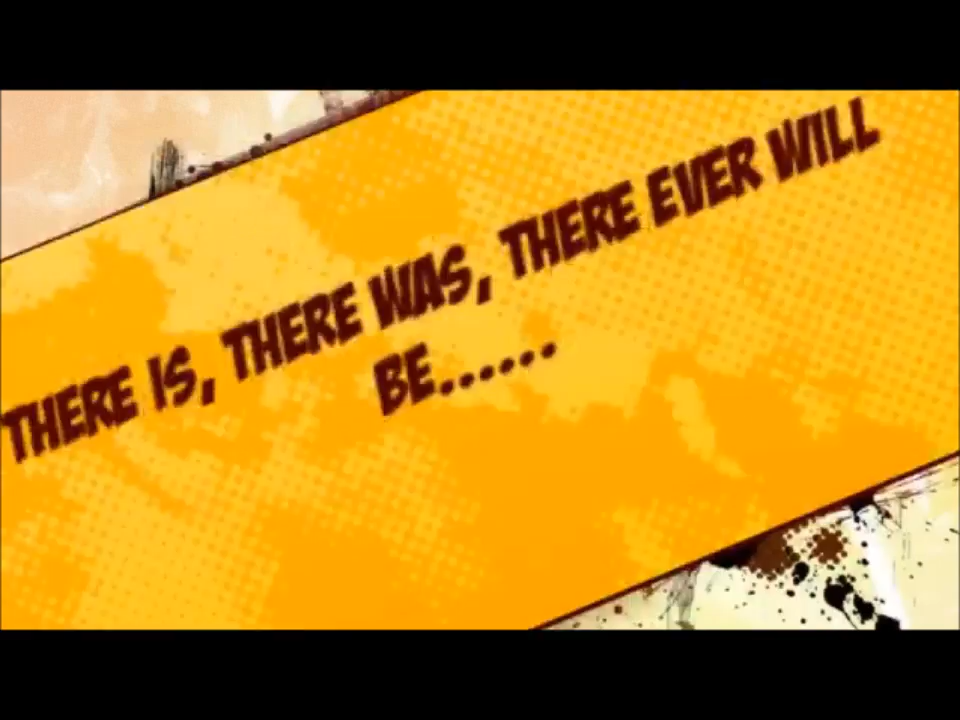 THERE IS, THERE WAS, THERE EVER WILL
BE......